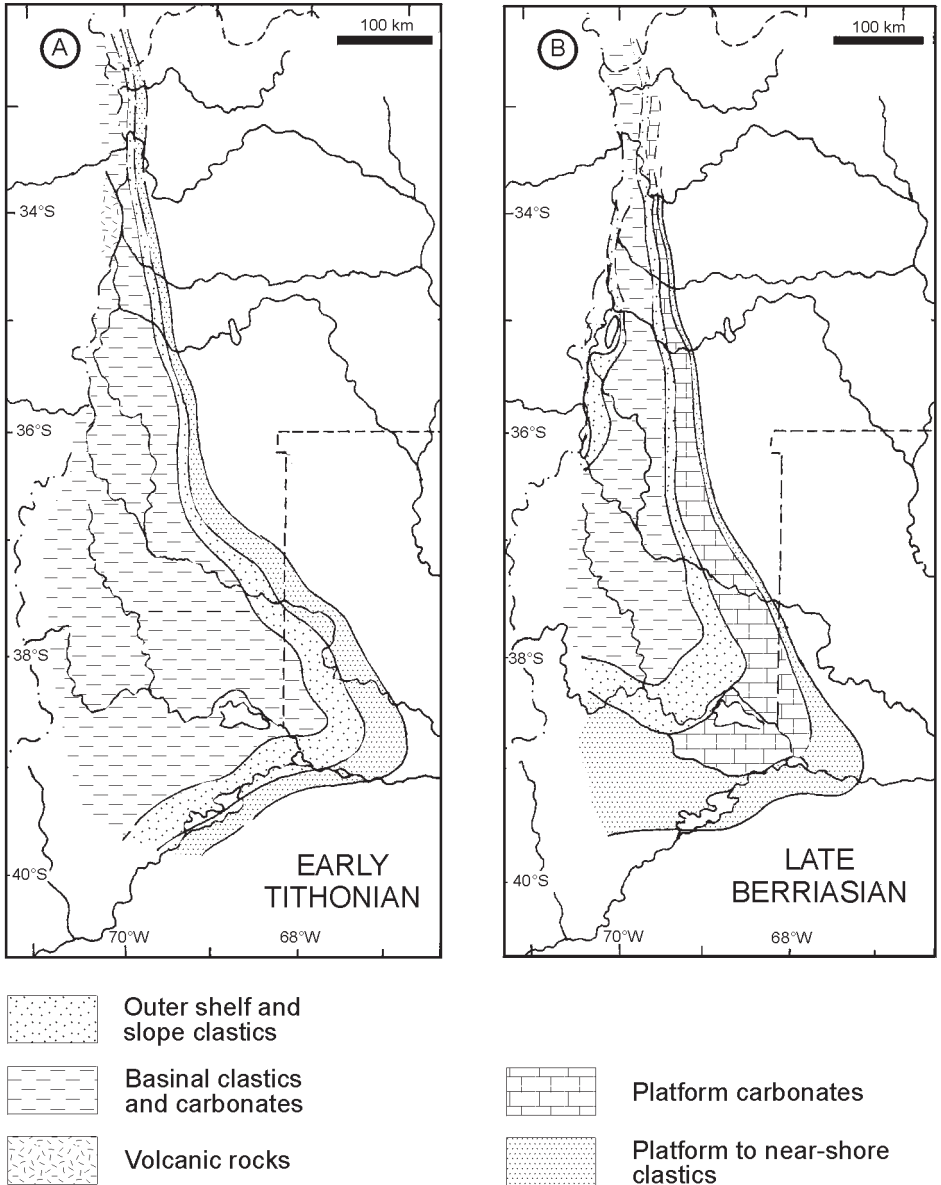 A
100 km
34°S
36°S
38°S
40°S
70°W
68°W
EARLY
TITHONIAN
B
100 km
34°S
36°S
38°S
40°S
70°W
68°W
LATE
BERRIASIAN
Outer shelf and
slope clastics
Basinal clastics
and carbonates
Volcanic rocks
Platform carbonates
Platform to near-shore
clastics